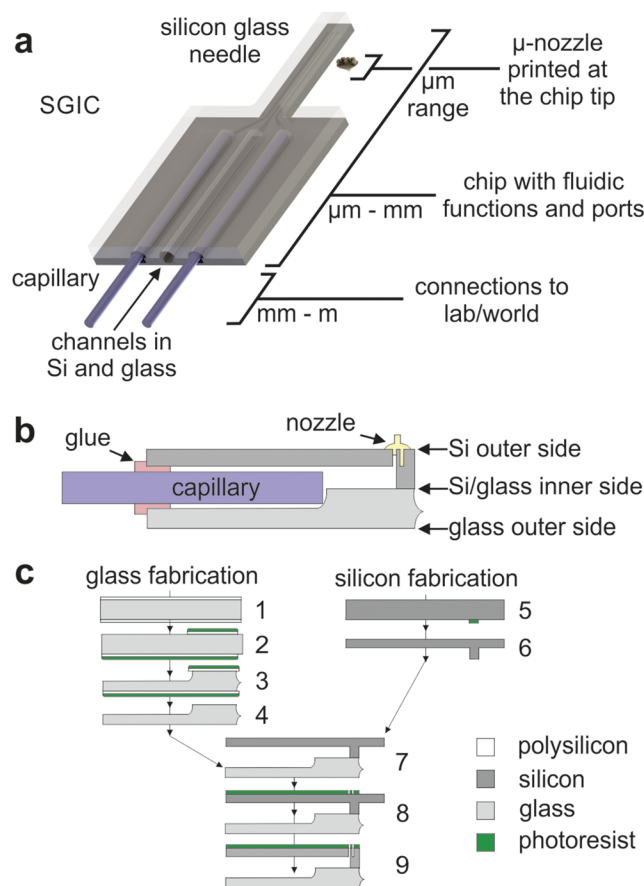 a
silicon glass
needle
SGIC
µm
range
µ-nozzle
printed at
the chip tip
µm - mm
chip with fluidic
functions and ports
capillary
mm - m
connections to
lab/world
channels in
Si and glass
b
glue
nozzle
capillary
Si outer side
Si/glass inner side
glass outer side
c
glass fabrication
silicon fabrication
1
2
3
4
5
6
7
8
9
polysilicon
silicon
glass
photoresist